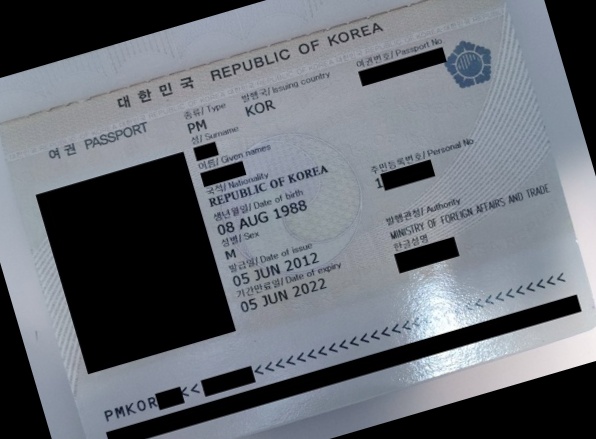 대한민국 REPUBLIC OF KOREA
여권 PASSPORT
종류/ Type 발행국/ Issuing country 여권번호/ Passport No
PM KOR
성/ Surname
이름/ Given names
국적/ Nationality 주민등록번호/ Personal No
REPUBLIC OF KOREA 1
생년월일/ Date of birth
08 AUG 1988
성별/ Sex 발행관청/ Authority
M MINISTRY OF FOREIGN AFFAIRS AND TRADE
발급일/ Date of issue 한글성명
05 JUN 2012
기간만료일/ Date of expiry
05 JUN 2022